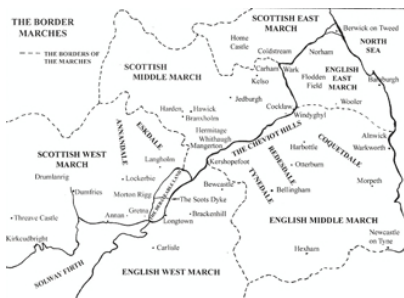 THE BORDER
MARCHES
THE BORDERS OF
THE MARCHES
SCOTTISH EAST
MARCH
Berwick on Tweed
NORTH
SEA
Home
Castle
Coldstream
Norham
SCOTTISH
MIDDLE MARCH
Carham
Wark
Flodden
Field
ENGLISH
EAST
MARCH
Bamburgh
Kelso
Jedburgh
Cocklaw
Wooler
Windyghyl
Harden
Hawick
Branxholm
ANNANDALE
ESKDALE
Hermitage
Whithaugh
Mangerton
THE CHEVIOT HILLS
Harbottle
COQUETDALE
Alnwick
Warkworth
SCOTTISH WEST
MARCH
Langholm
Kershopefoot
REDESDALE
Otterburn
Drumlanrig
Lockerbie
Bewcastle
TYNEDALE
Bellingham
Morpeth
Dumfries
Morton Rigg
The Scots Dyke
Threave Castle
Annan
Gretna
Longtown
Brackenhill
ENGLISH MIDDLE MARCH
Kirkcudbright
Carlisle
Newcastle
on Tyne
SOLWAY FIRTH
ENGLISH WEST MARCH
Hexham